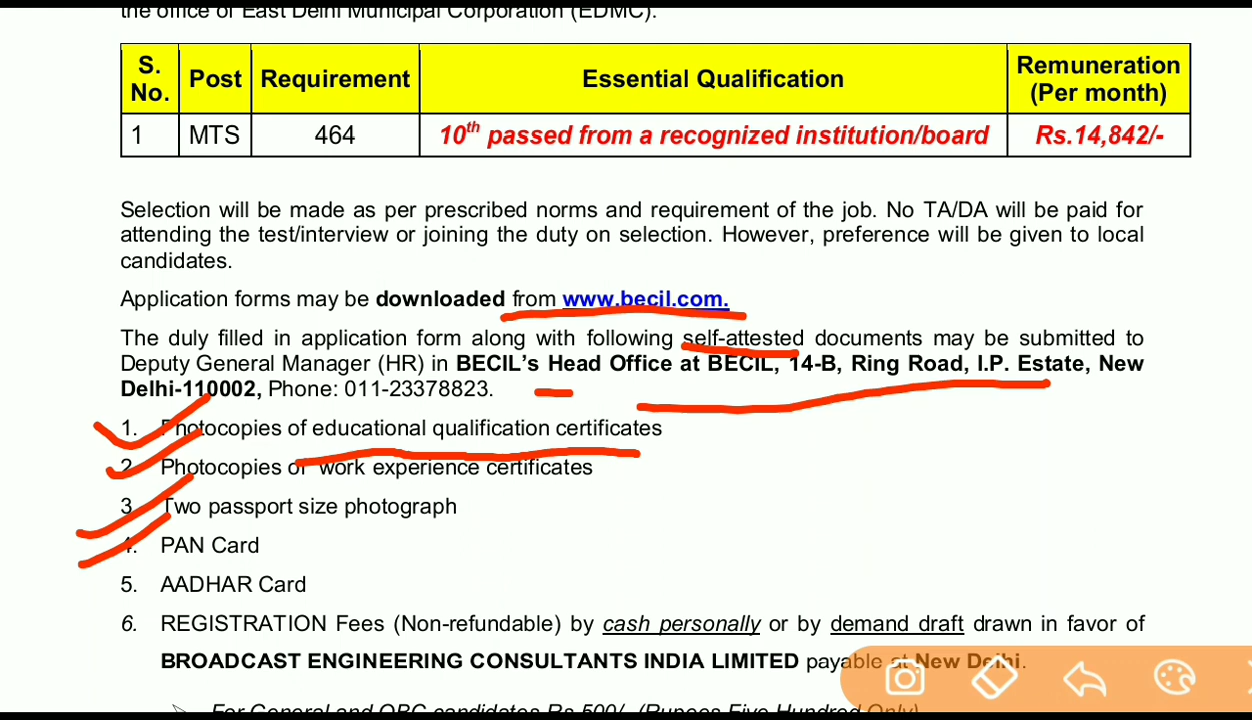 the office of East Delhi Municipal Corporation (EDMC).
S. No. Post Requirement Essential Qualification Remuneration (Per month)
1 MTS 464 10th passed from a recognized institution/board Rs.14,842/-
Selection will be made as per prescribed norms and requirement of the job. No TA/DA will be paid for
attending the test/interview or joining the duty on selection. However, preference will be given to local
candidates.
Application forms may be downloaded from www.becil.com.
The duly filled in application form along with following self-attested documents may be submitted to
Deputy General Manager (HR) in BECIL's Head Office at BECIL, 14-B, Ring Road, I.P. Estate, New
Delhi-110002, Phone: 011-23378823.
1. Photocopies of educational qualification certificates
2. Photocopies of work experience certificates
3. Two passport size photograph
4. PAN Card
5. AADHAR Card
6. REGISTRATION Fees (Non-refundable) by cash personally or by demand draft drawn in favor of
BROADCAST ENGINEERING CONSULTANTS INDIA LIMITED payable at New Delhi.
For General and OBC candidates Rs.500/- (Rupees Five Hundred Only)